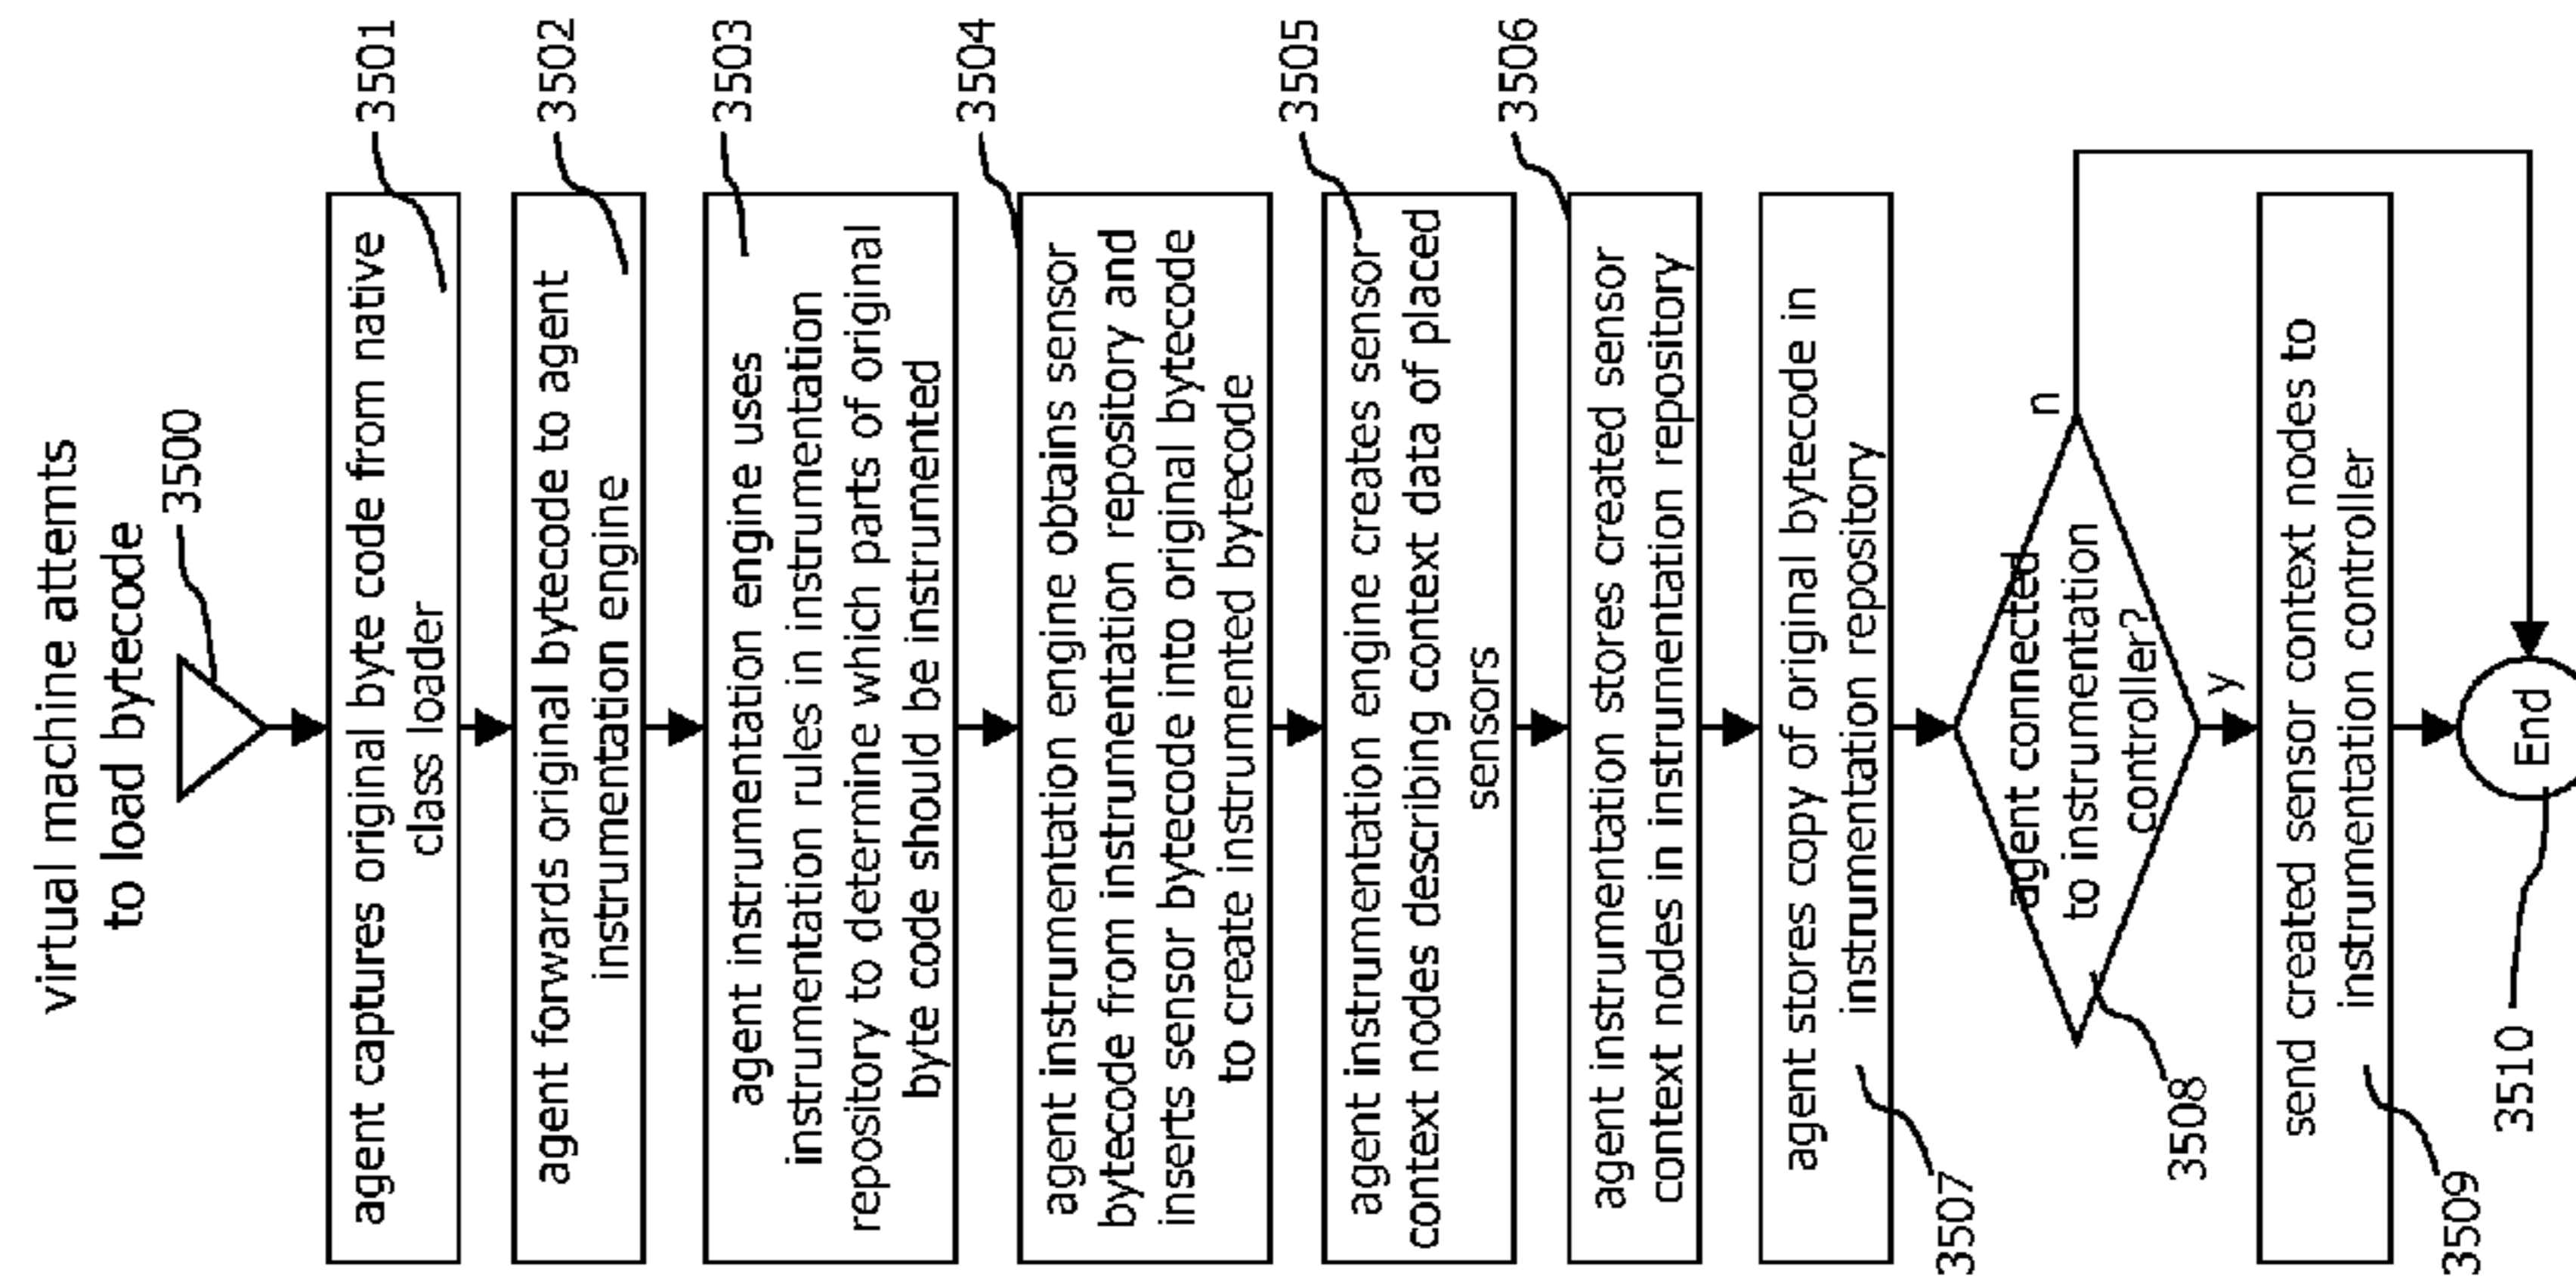 virtual machine attemts
to load bytecode
3500
agent captures original byte code from native
class loader
3501
agent forwards original bytecode to agent
instrumentation engine
3502
agent instrumentation engine uses
instrumentation rules in instrumentation
repository to determine which parts of original
byte code should be instrumented
3503
agent instrumentation engine obtains sensor
bytecode from instrumentation repository and
inserts sensor bytecode into original bytecode
to create instrumented bytecode
3504
agent instrumentation engine creates sensor
context nodes describing context data of placed
sensors
3505
agent instrumentation stores created sensor
context nodes in instrumentation repository
3506
agent stores copy of original bytecode in
instrumentation repository
3507
agent connected
to instrumentation
controller?
n
y
3508
send created sensor context nodes to
instrumentation controller
3509
End
3510